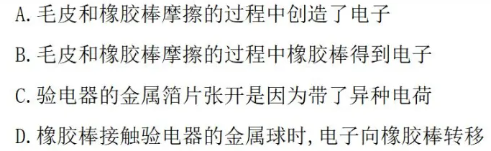 A.毛皮和橡胶棒摩擦的过程中创造了电子
B.毛皮和橡胶棒摩擦的过程中橡胶棒得到电子
C.验电器的金属箔片张开是因为带了异种电荷
D.橡胶棒接触验电器的金属球时,电子向橡胶棒转移